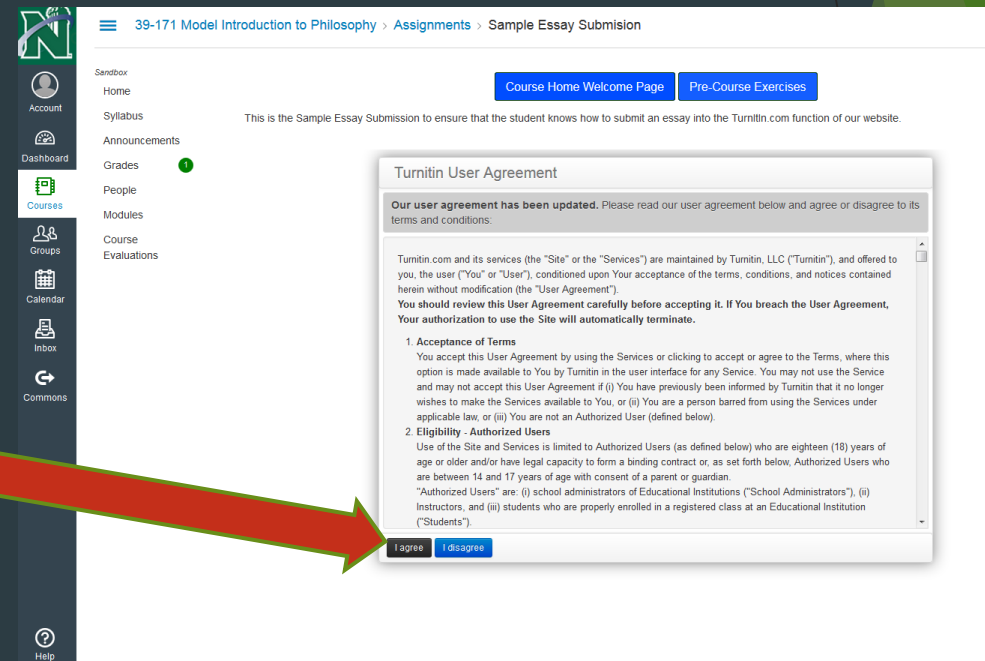 N
39-171 Model Introduction to Philosophy > Assignments > Sample Essay Submision
Account
Dashboard
Courses
Groups
Calendar
Inbox
Commons
Help
Sandbox
Home
Syllabus
Announcements
Grades 1
People
Modules
Course
Evaluations
Course Home Welcome Page Pre-Course Exercises
This is the Sample Essay Submission to ensure that the student knows how to submit an essay into the TurnItIn.com function of our website.
Turnitin User Agreement
Our user agreement has been updated. Please read our user agreement below and agree or disagree to its
terms and conditions:
Turnitin.com and its services (the "Site" or the "Services") are maintained by Turnitin, LLC ("Turnitin"), and offered to
you, the user ("You" or "User"), conditioned upon Your acceptance of the terms, conditions, and notices contained
herein without modification (the "User Agreement").
You should review this User Agreement carefully before accepting it. If You breach the User Agreement,
Your authorization to use the Site will automatically terminate.
1. Acceptance of Terms
You accept this User Agreement by using the Services or clicking to accept or agree to the Terms, where this
option is made available to You by Turnitin in the user interface for any Service. You may not use the Service
and may not accept this User Agreement if (i) You have previously been informed by Turnitin that it no longer
wishes to make the Services available to You, or (ii) You are a person barred from using the Services under
applicable law, or (iii) You are not an Authorized User (defined below).
2. Eligibility - Authorized Users
Use of the Site and Services is limited to Authorized Users (as defined below) who are eighteen (18) years of
age or older and/or have legal capacity to form a binding contract or, as set forth below, Authorized Users who
are between 14 and 17 years of age with consent of a parent or guardian.
"Authorized Users" are: (i) school administrators of Educational Institutions ("School Administrators"), (ii)
Instructors, and (iii) students who are properly enrolled in a registered class at an Educational Institution
("Students").
I agree I disagree